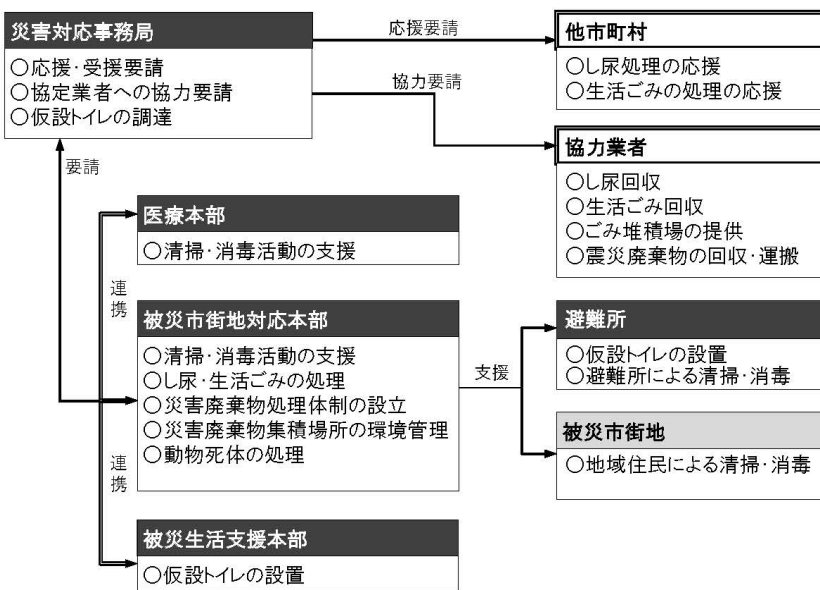 災害対応事務局
○応援・受援要請
○協定業者への協力要請
○仮設トイレの調達
応援要請
協力要請
他市町村
○し尿処理の応援
○生活ごみの処理の応援
協力業者
○し尿回収
○生活ごみ回収
○ごみ堆積場の提供
○震災廃棄物の回収・運搬
要請
医療本部
○清掃・消毒活動の支援
連携
被災市街地対応本部
○清掃・消毒活動の支援
○し尿・生活ごみの処理
○災害廃棄物処理体制の設立
○災害廃棄物集積場所の環境管理
○動物死体の処理
支援
避難所
○仮設トイレの設置
○避難所による清掃・消毒
被災市街地
○地域住民による清掃・消毒
連携
被災生活支援本部
○仮設トイレの設置